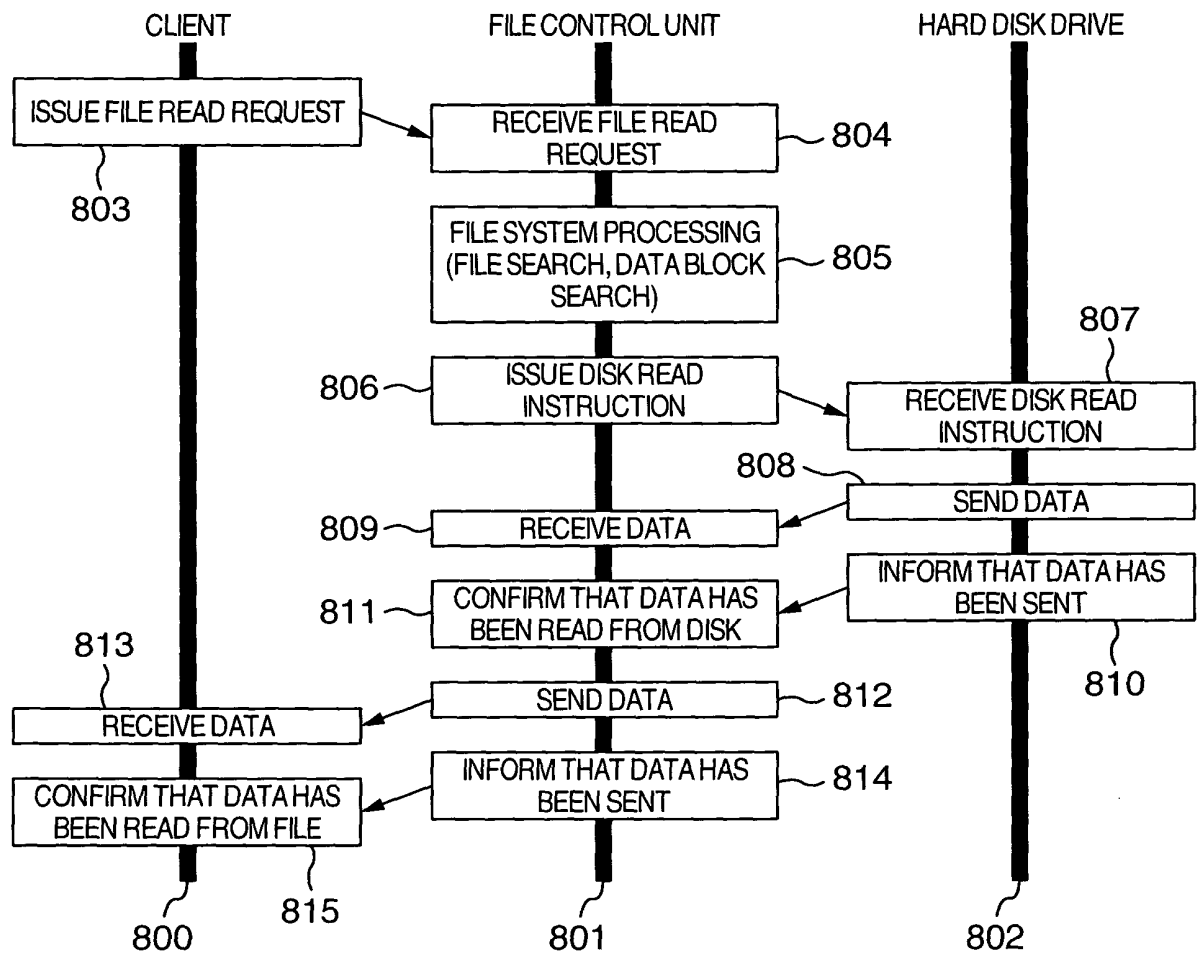 CLIENT
FILE CONTROL UNIT
HARD DISK DRIVE
ISSUE FILE READ REQUEST
803
RECEIVE FILE READ
REQUEST
804
FILE SYSTEM PROCESSING
(FILE SEARCH, DATA BLOCK
SEARCH)
805
806
ISSUE DISK READ
INSTRUCTION
807
RECEIVE DISK READ
INSTRUCTION
808
SEND DATA
809
RECEIVE DATA
INFORM THAT DATA HAS
BEEN SENT
810
811
CONFIRM THAT DATA HAS
BEEN READ FROM DISK
SEND DATA
812
813
RECEIVE DATA
INFORM THAT DATA HAS
BEEN SENT
814
CONFIRM THAT DATA HAS
BEEN READ FROM FILE
815
800
801
802